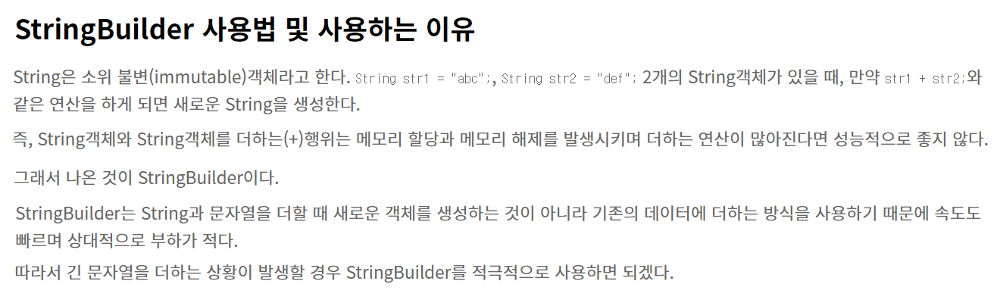 StringBuilder 사용법 및 사용하는 이유
String은 소위 불변(immutable)객체라고 한다. String str1 = "abc";, String str2 = "def"; 2개의 String객체가 있을 때, 만약 str1 + str2;와
같은 연산을 하게 되면 새로운 String을 생성한다.
즉, String객체와 String객체를 더하는(+)행위는 메모리 할당과 메모리 해제를 발생시키며 더하는 연산이 많아진다면 성능적으로 좋지 않다.
그래서 나온 것이 StringBuilder이다.
StringBuilder는 String과 문자열을 더할 때 새로운 객체를 생성하는 것이 아니라 기존의 데이터에 더하는 방식을 사용하기 때문에 속도도
빠르며 상대적으로 부하가 적다.
따라서 긴 문자열을 더하는 상황이 발생할 경우 StringBuilder를 적극적으로 사용하면 되겠다.